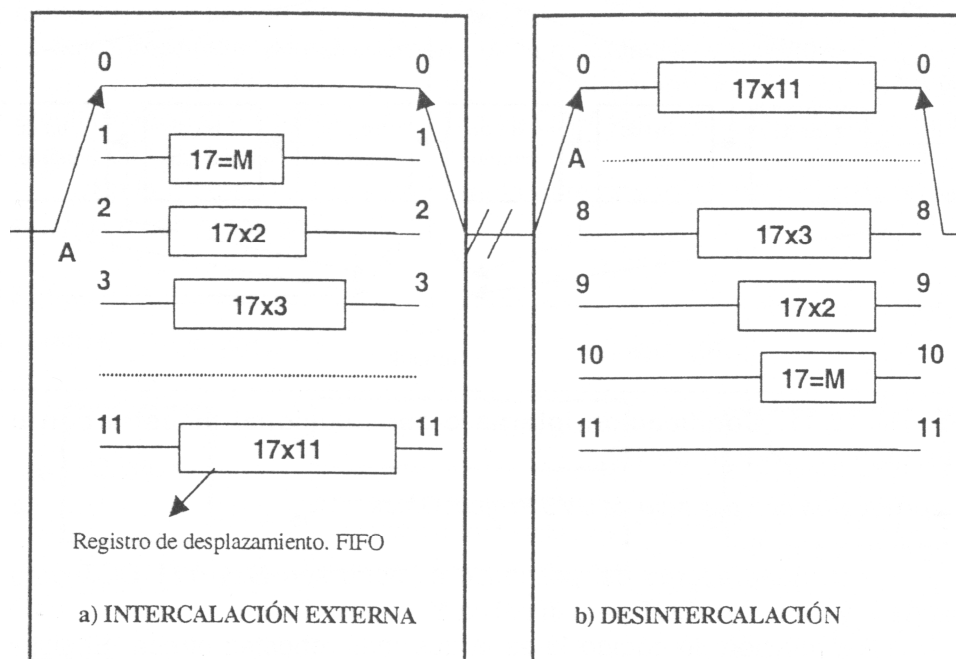 0 0
1 17=M 1
2 17x2 2
A
3 17x3 3
11 17x11 11
Registro de desplazamiento. FIFO
a) INTERCALACIÓN EXTERNA
0 17x11 0
A
8 17x3 8
9 17x2 9
10 17=M 10
11 11
b) DESINTERCALACIÓN